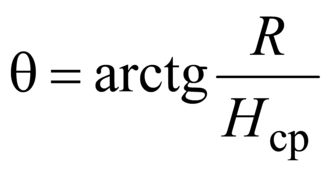 θ = arctg R / H_ср